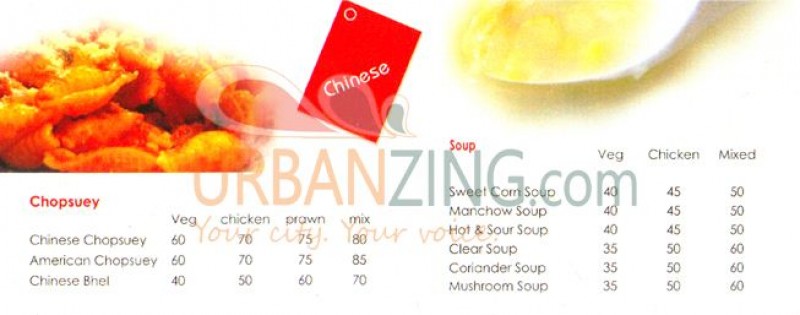 Chinese
URBANZING.com
Your city. Your voice.
Chopsuey
Veg chicken prawn mix
Chinese Chopsuey 60 70 75 80
American Chopsuey 60 70 75 85
Chinese Bhel 40 50 60 70
Soup
Veg Chicken Mixed
Sweet Corn Soup 40 45 50
Manchow Soup 40 45 50
Hot & Sour Soup 40 45 50
Clear Soup 35 50 60
Coriander Soup 35 50 60
Mushroom Soup 35 50 60